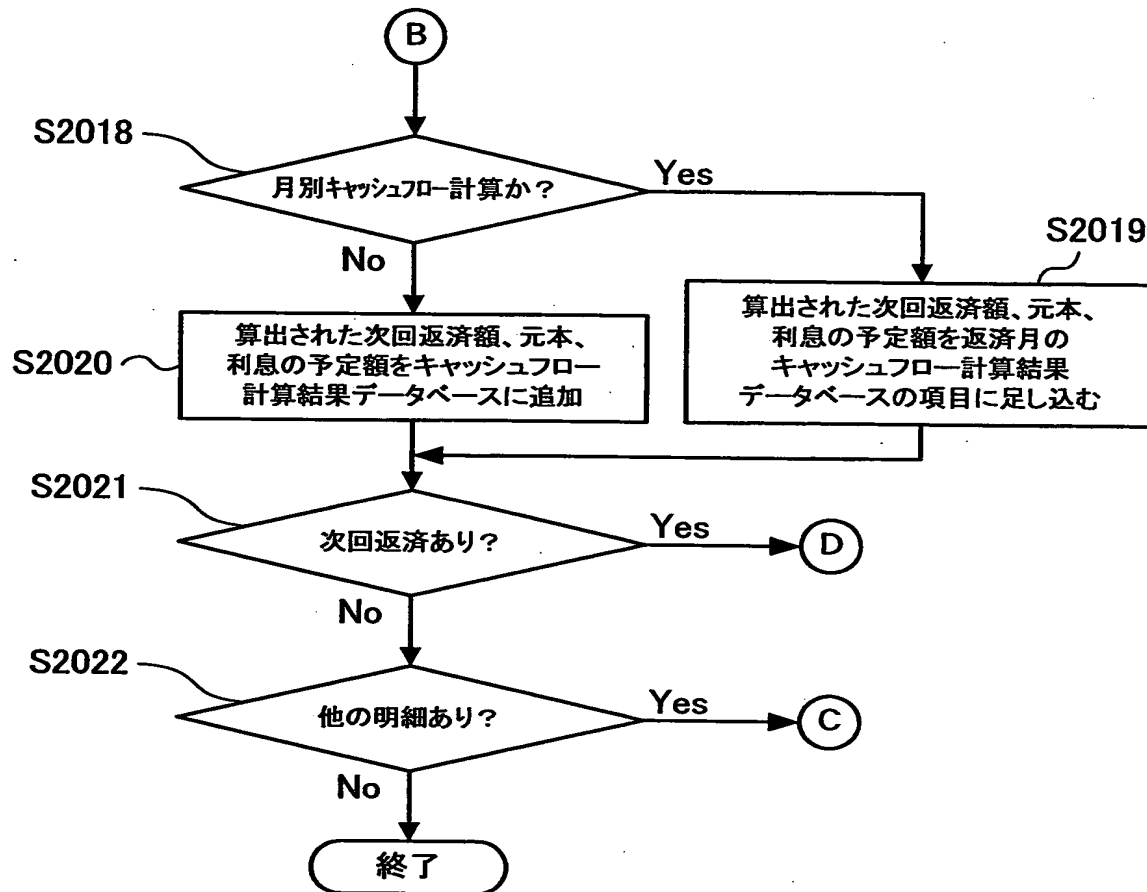 B
S2018
月別キャッシュフロー計算か?
Yes
No
S2019
算出された次回返済額、元本、
利息の予定額を返済月の
キャッシュフロー計算結果
データベースの項目に足し込む
S2020
算出された次回返済額、元本、
利息の予定額をキャッシュフロー
計算結果データベースに追加
S2021
次回返済あり?
Yes
D
No
S2022
他の明細あり?
Yes
C
No
終了